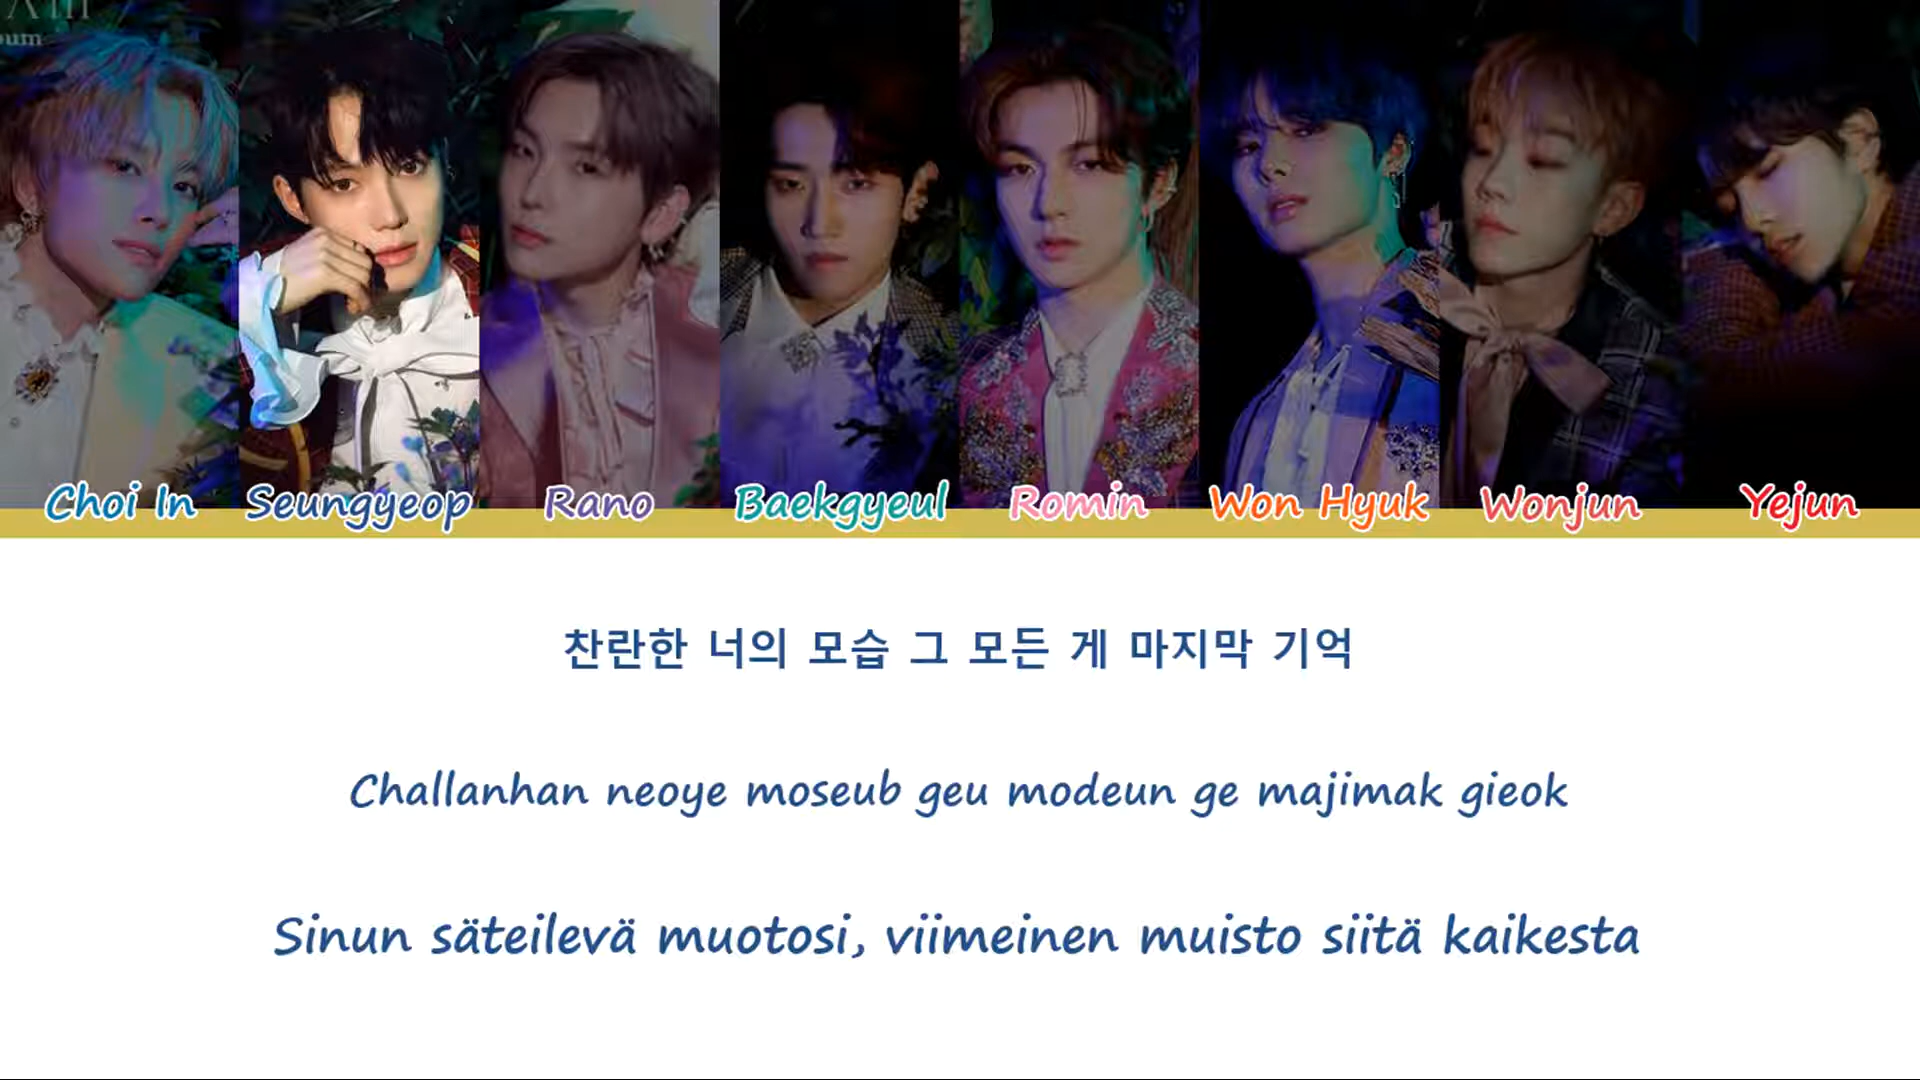 Choi In Seungyeop Rano Baekgyeul Romin Won Hyuk Wonjun Yejun
찬란한 너의 모습 그 모든 게 마지막 기억
Challanhan neoye moseub geu modeun ge majimak gieok
Sinun säteilevä muotosi, viimeinen muisto siitä kaikesta